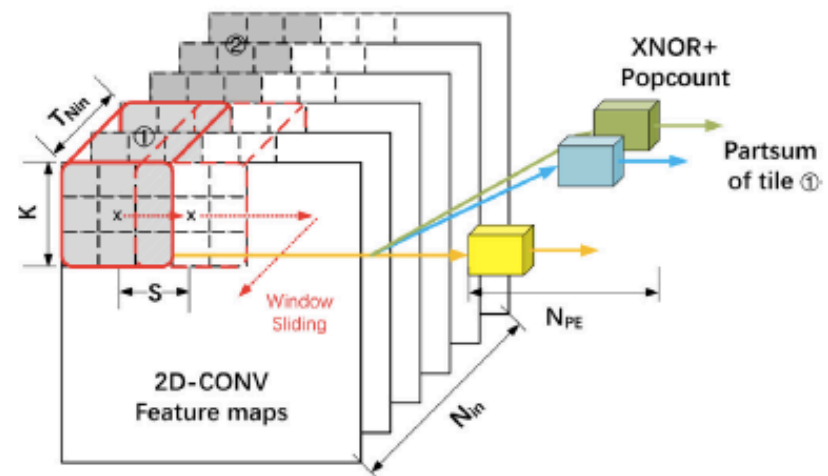 ②
XNOR+
Popcount
T_Nin
①
Partsum
of tile ①
K
x
x
S
Window
Sliding
N_PE
2D-CONV
Feature maps
N_in